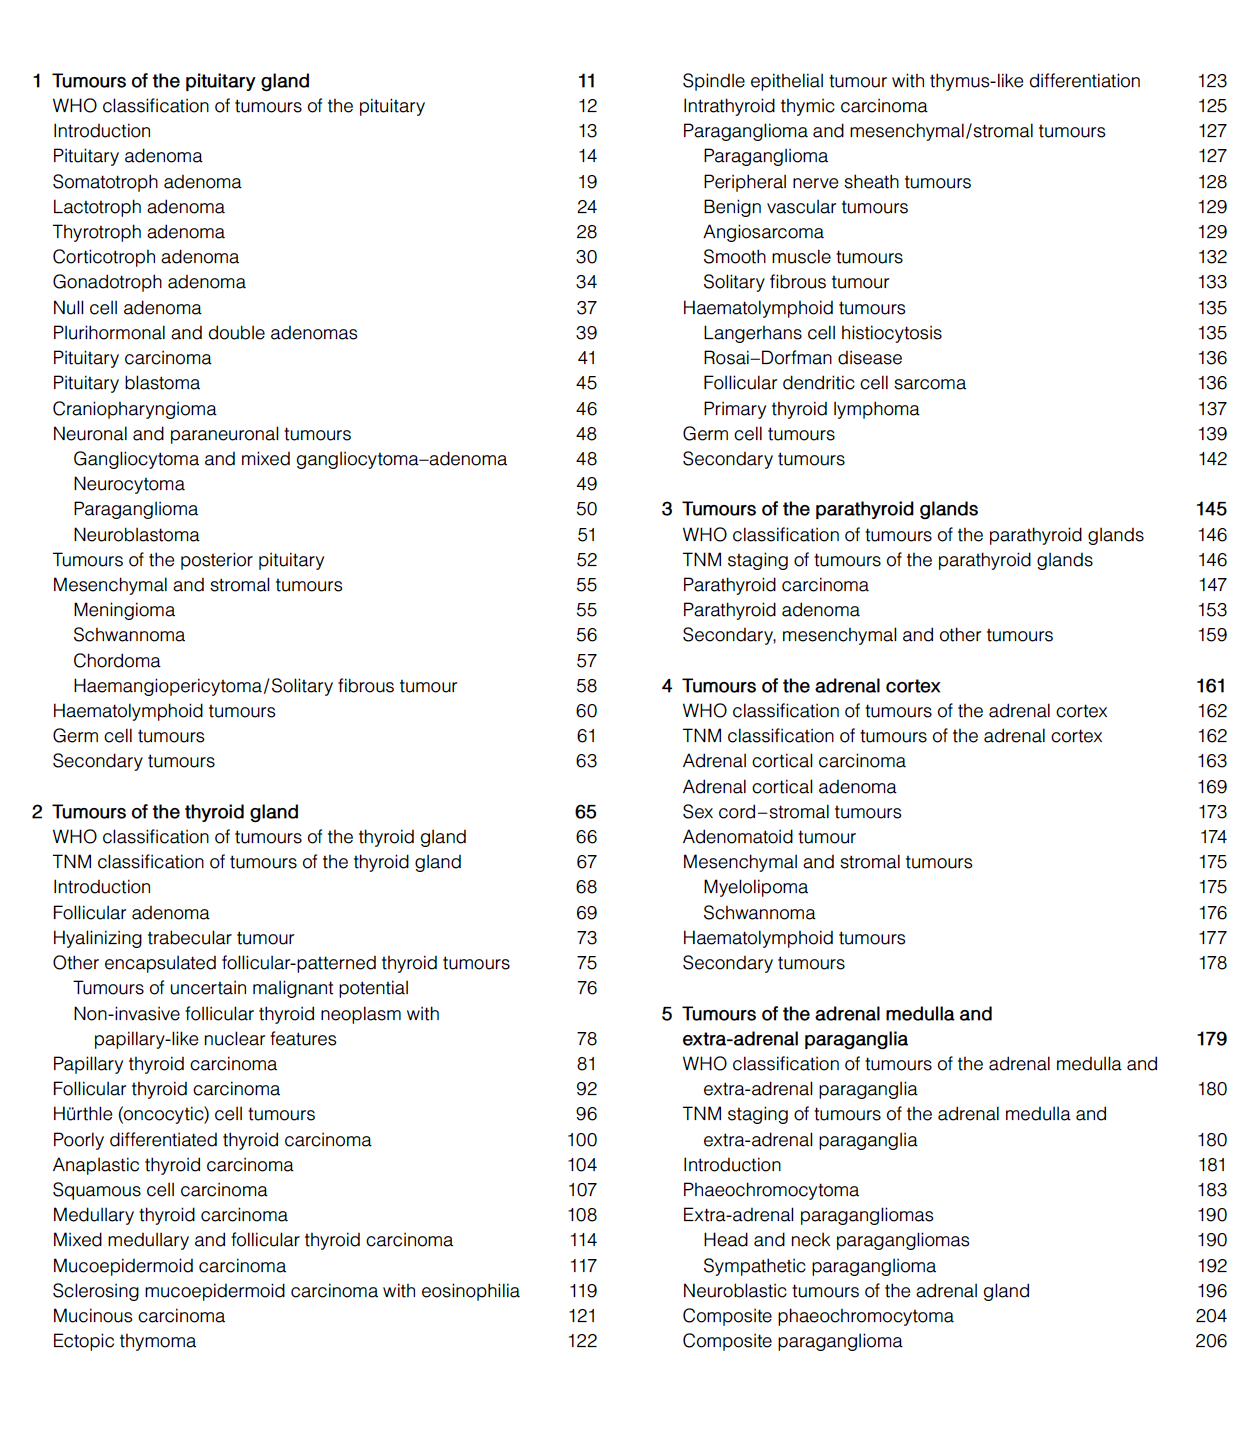 1 Tumours of the pituitary gland 11
WHO classification of tumours of the pituitary 12
Introduction 13
Pituitary adenoma 14
Somatotroph adenoma 19
Lactotroph adenoma 24
Thyrotroph adenoma 28
Corticotroph adenoma 30
Gonadotroph adenoma 34
Null cell adenoma 37
Plurihormonal and double adenomas 39
Pituitary carcinoma 41
Pituitary blastoma 45
Craniopharyngioma 46
Neuronal and paraneuronal tumours 48
Gangliocytoma and mixed gangliocytoma–adenoma 48
Neurocytoma 49
Paraganglioma 50
Neuroblastoma 51
Tumours of the posterior pituitary 52
Mesenchymal and stromal tumours 55
Meningioma 55
Schwannoma 56
Chordoma 57
Haemangiopericytoma/Solitary fibrous tumour 58
Haematolymphoid tumours 60
Germ cell tumours 61
Secondary tumours 63
2 Tumours of the thyroid gland 65
WHO classification of tumours of the thyroid gland 66
TNM classification of tumours of the thyroid gland 67
Introduction 68
Follicular adenoma 69
Hyalinizing trabecular tumour 73
Other encapsulated follicular-patterned thyroid tumours 75
Tumours of uncertain malignant potential 76
Non-invasive follicular thyroid neoplasm with
papillary-like nuclear features 78
Papillary thyroid carcinoma 81
Follicular thyroid carcinoma 92
Hürthle (oncocytic) cell tumours 96
Poorly differentiated thyroid carcinoma 100
Anaplastic thyroid carcinoma 104
Squamous cell carcinoma 107
Medullary thyroid carcinoma 108
Mixed medullary and follicular thyroid carcinoma 114
Mucoepidermoid carcinoma 117
Sclerosing mucoepidermoid carcinoma with eosinophilia 119
Mucinous carcinoma 121
Ectopic thymoma 122
Spindle epithelial tumour with thymus-like differentiation 123
Intrathyroid thymic carcinoma 125
Paraganglioma and mesenchymal/stromal tumours 127
Paraganglioma 127
Peripheral nerve sheath tumours 128
Benign vascular tumours 129
Angiosarcoma 129
Smooth muscle tumours 132
Solitary fibrous tumour 133
Haematolymphoid tumours 135
Langerhans cell histiocytosis 135
Rosai–Dorfman disease 136
Follicular dendritic cell sarcoma 136
Primary thyroid lymphoma 137
Germ cell tumours 139
Secondary tumours 142
3 Tumours of the parathyroid glands 145
WHO classification of tumours of the parathyroid glands 146
TNM staging of tumours of the parathyroid glands 146
Parathyroid carcinoma 147
Parathyroid adenoma 153
Secondary, mesenchymal and other tumours 159
4 Tumours of the adrenal cortex 161
WHO classification of tumours of the adrenal cortex 162
TNM classification of tumours of the adrenal cortex 162
Adrenal cortical carcinoma 163
Adrenal cortical adenoma 169
Sex cord–stromal tumours 173
Adenomatoid tumour 174
Mesenchymal and stromal tumours 175
Myelolipoma 175
Schwannoma 176
Haematolymphoid tumours 177
Secondary tumours 178
5 Tumours of the adrenal medulla and
extra-adrenal paraganglia 179
WHO classification of tumours of the adrenal medulla and
extra-adrenal paraganglia 180
TNM staging of tumours of the adrenal medulla and
extra-adrenal paraganglia 180
Introduction 181
Phaeochromocytoma 183
Extra-adrenal paragangliomas 190
Head and neck paragangliomas 190
Sympathetic paraganglioma 192
Neuroblastic tumours of the adrenal gland 196
Composite phaeochromocytoma 204
Composite paraganglioma 206